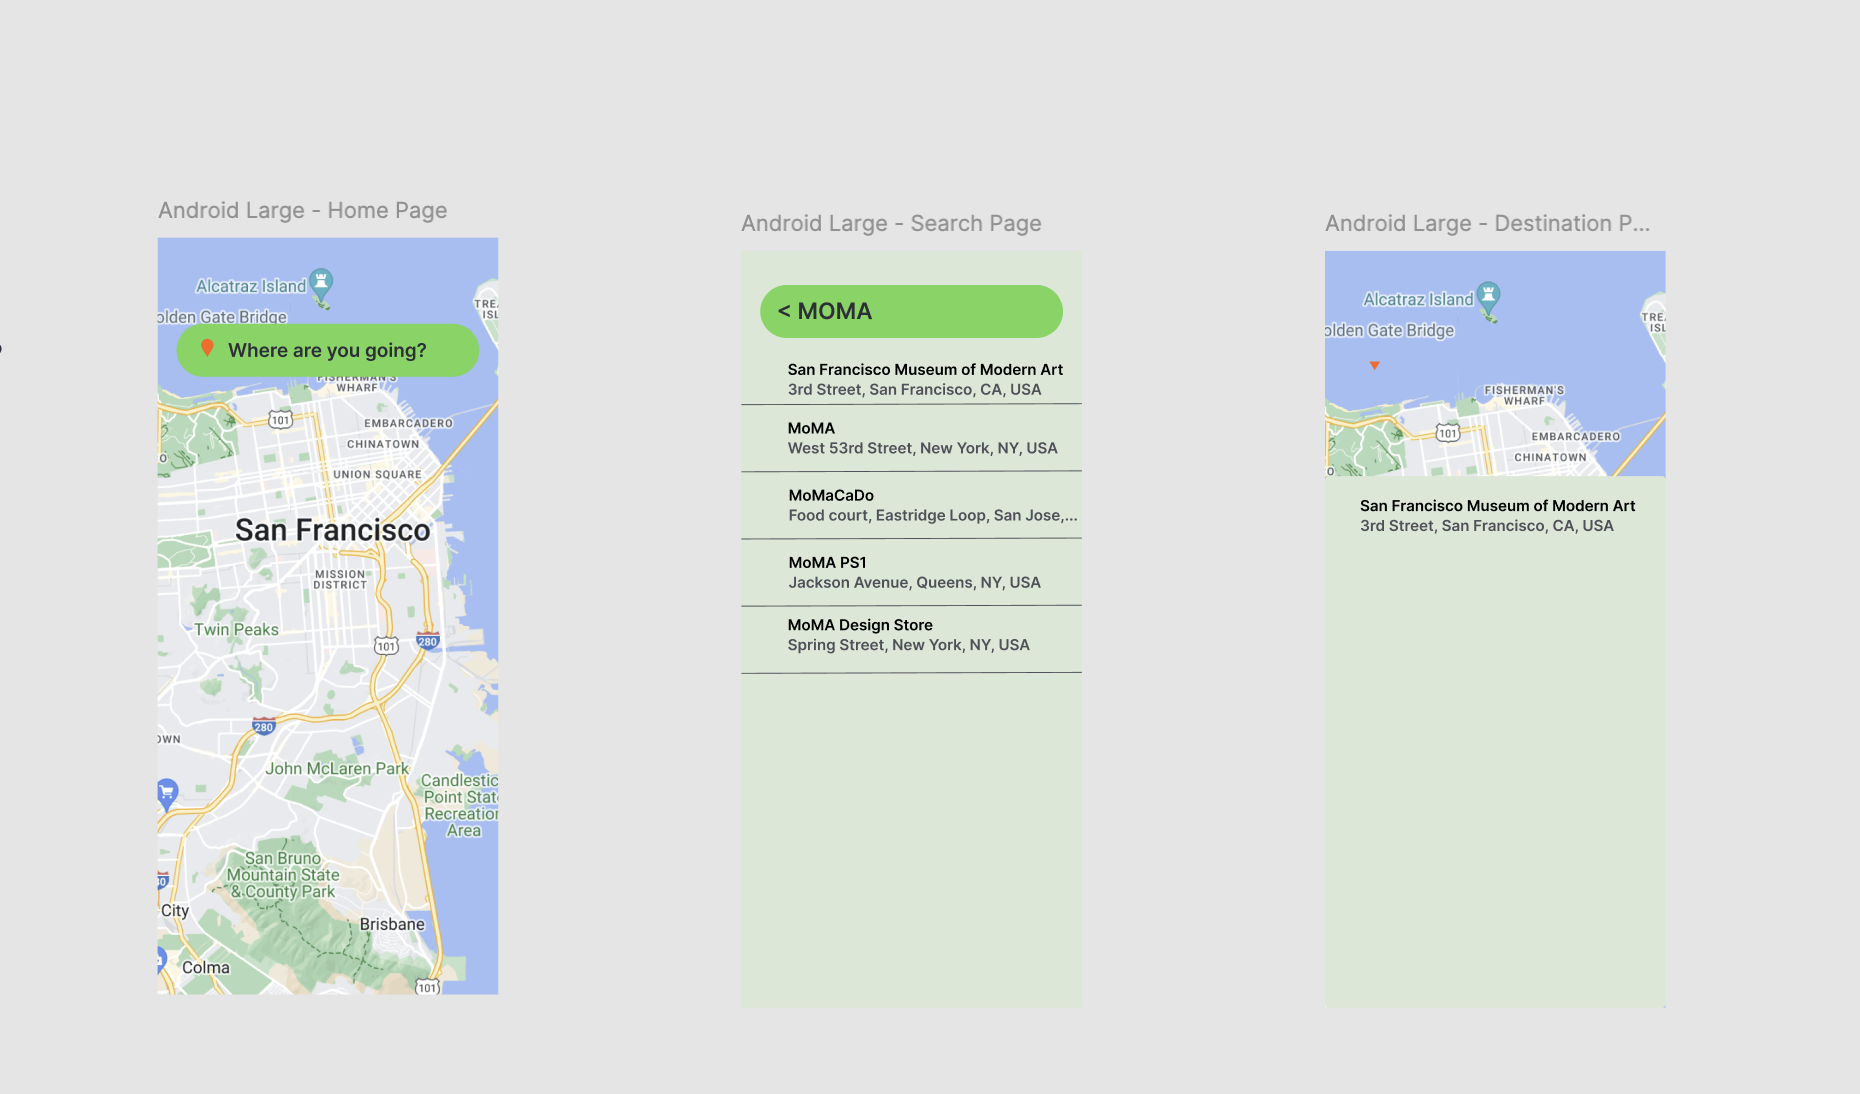 Android Large - Home Page
Alcatraz Island
olden Gate Bridge
TREA
ISL
Where are you going?
FISHERMAN'S
WHARF
101
EMBARCADERO
CHINATOWN
O
UNION SQUARE
San Francisco
MISSION
DISTRICT
Twin Peaks
101
280
280
OWN
John McLaren Park
Candlestic
Point State
Recreation
Area
San Bruno
Mountain State
& County Park
City
Brisbane
Colma
101
Android Large - Search Page
< MOMA
San Francisco Museum of Modern Art
3rd Street, San Francisco, CA, USA
MoMA
West 53rd Street, New York, NY, USA
MoMaCaDo
Food court, Eastridge Loop, San Jose,...
MoMA PS1
Jackson Avenue, Queens, NY, USA
MoMA Design Store
Spring Street, New York, NY, USA
Android Large - Destination P...
Alcatraz Island
olden Gate Bridge
TRE
ISL
FISHERMAN'S
WHARF
101
EMBARCADERO
CHINATOWN
O
San Francisco Museum of Modern Art
3rd Street, San Francisco, CA, USA